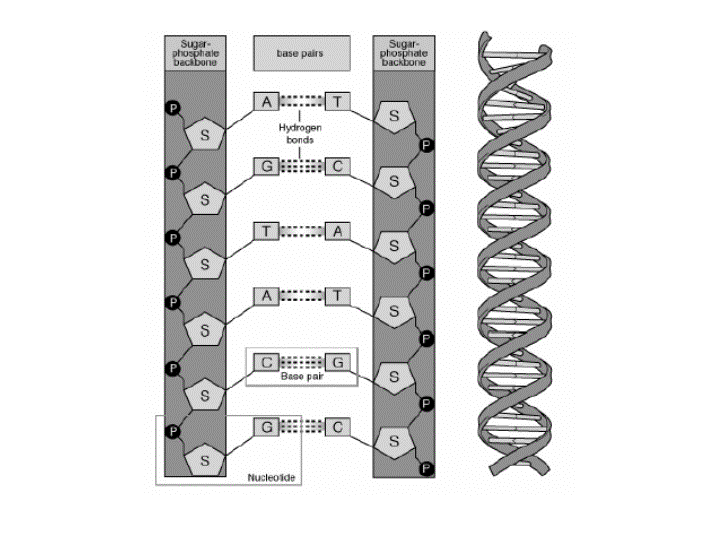 Sugar-
phosphate
backbone
base pairs
Sugar-
phosphate
backbone
P
A
T
S
S
Hydrogen
bonds
P
P
G
C
S
S
P
P
T
A
S
S
P
P
A
T
S
S
P
P
C
G
Base pair
S
S
P
P
G
C
S
S
P
P
Nucleotide